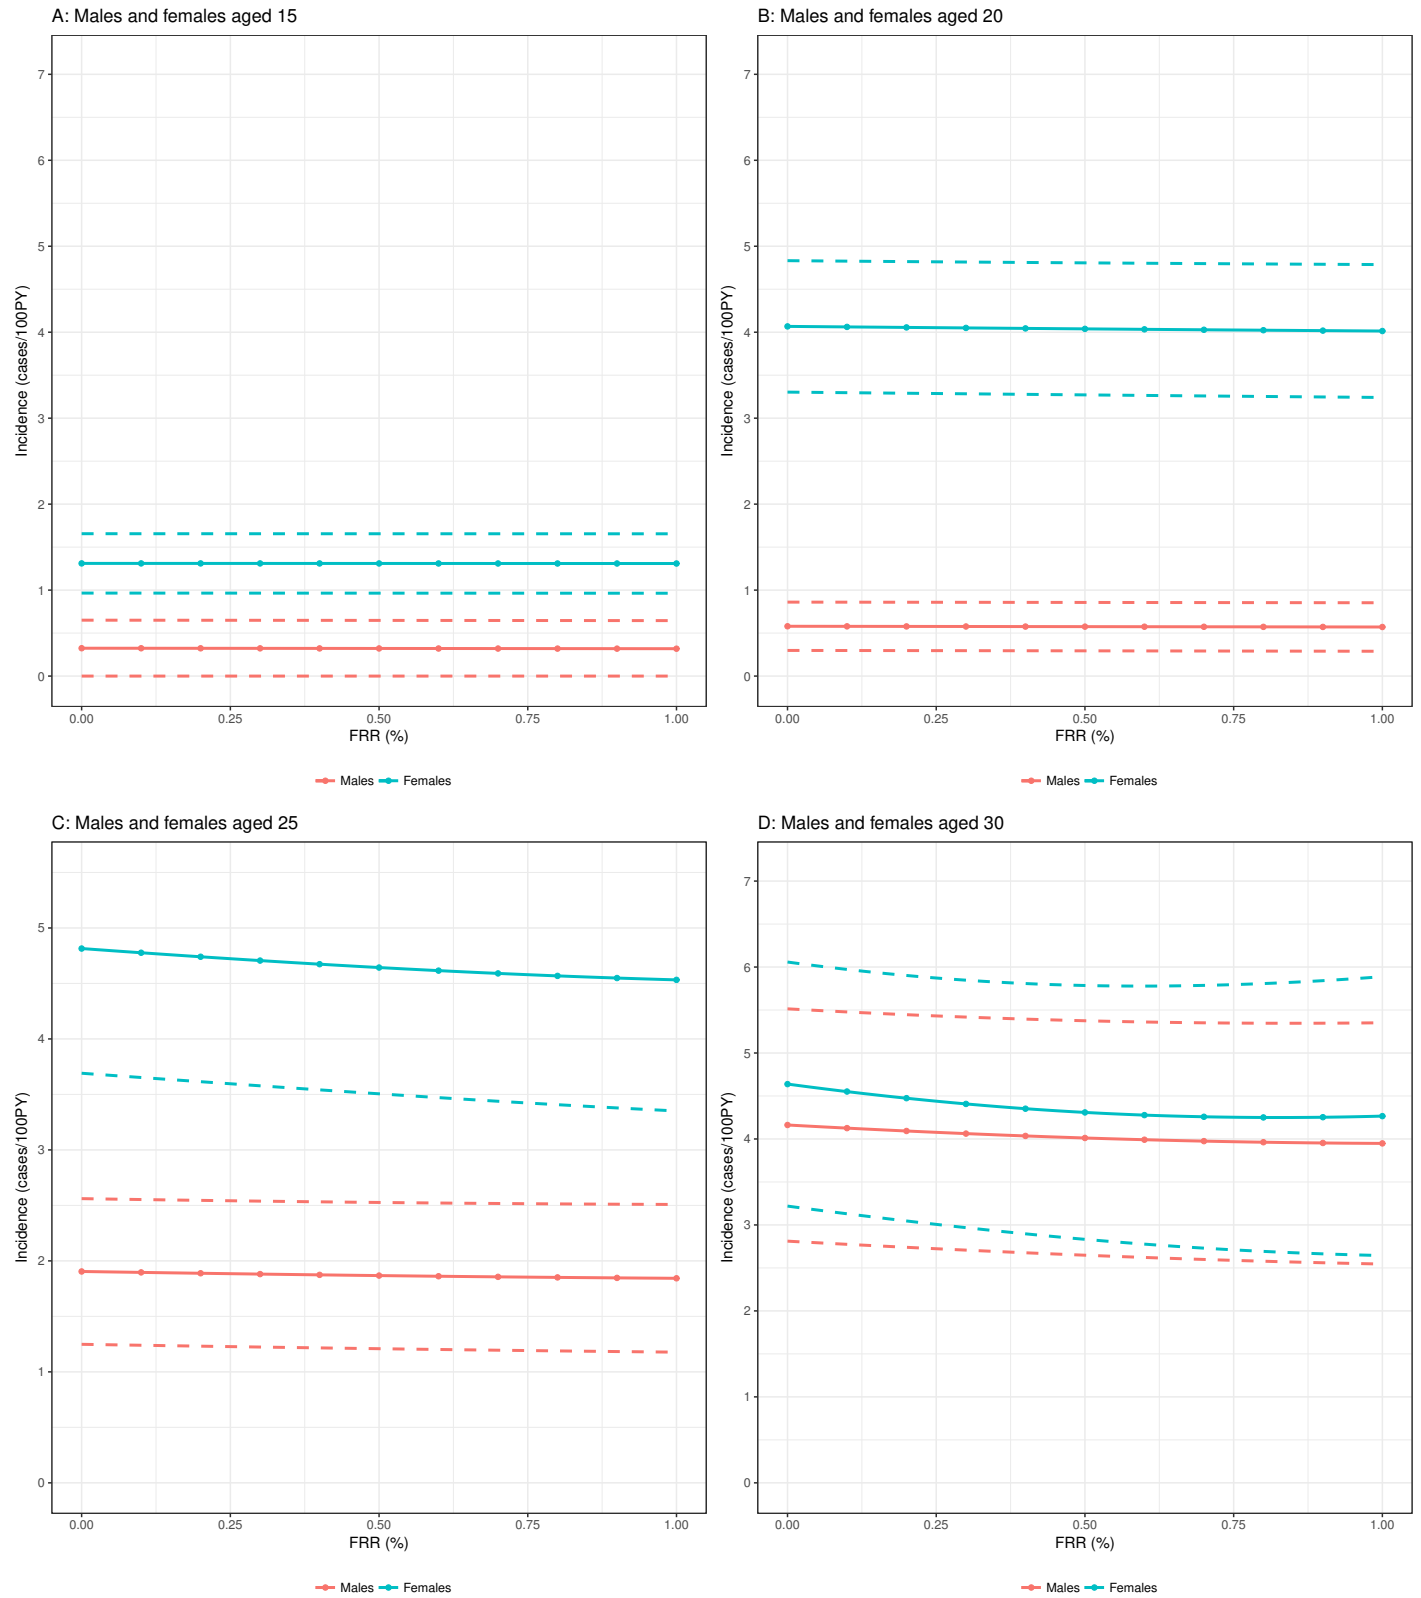 A: Males and females aged 15
7
6
5
4
3
2
1
0
Incidence (cases/100PY)
0.00 0.25 0.50 0.75 1.00
FRR (%)
Males Females
B: Males and females aged 20
7
6
5
4
3
2
1
0
Incidence (cases/100PY)
0.00 0.25 0.50 0.75 1.00
FRR (%)
Males Females
C: Males and females aged 25
5
4
3
2
1
0
Incidence (cases/100PY)
0.00 0.25 0.50 0.75 1.00
FRR (%)
Males Females
D: Males and females aged 30
7
6
5
4
3
2
1
0
Incidence (cases/100PY)
0.00 0.25 0.50 0.75 1.00
FRR (%)
Males Females